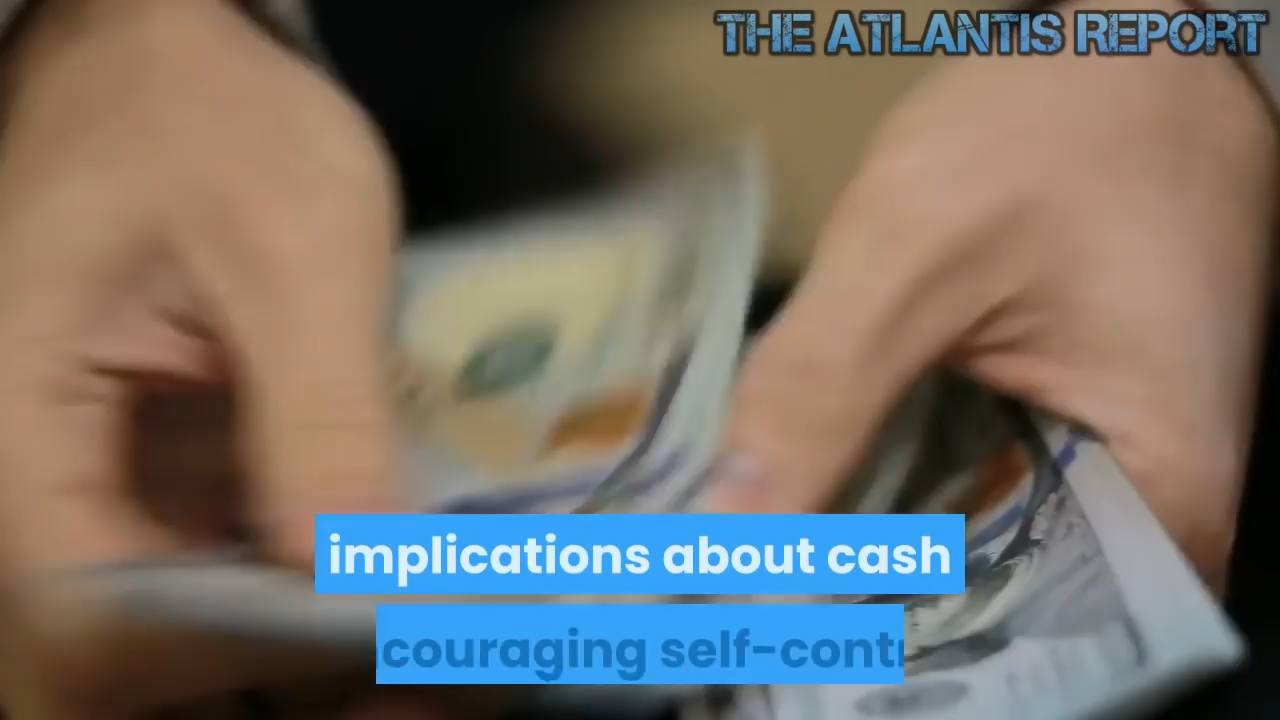 THE ATLANTIS REPORT
implications about cash
couraging self-cont